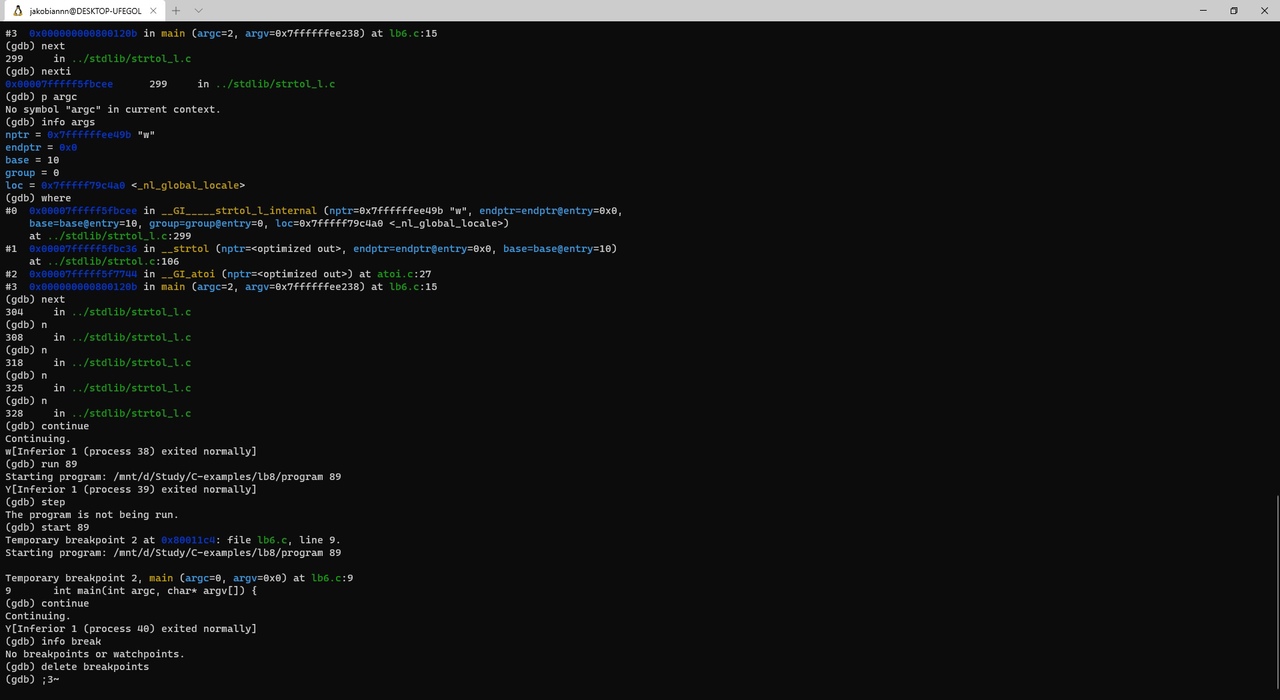 jakobiannn@DESKTOP-UFEGOL
#3  0x000000000800120b in main (argc=2, argv=0x7ffffffee238) at lb6.c:15
(gdb) next
299     in ../stdlib/strtol_l.c
(gdb) nexti
0x00007fffff5fbcee      299     in ../stdlib/strtol_l.c
(gdb) p argc
No symbol "argc" in current context.
(gdb) info args
nptr = 0x7ffffffee49b "w"
endptr = 0x0
base = 10
group = 0
loc = 0x7fffff79c4a0 <_nl_global_locale>
(gdb) where
#0  0x00007fffff5fbcee in __GI_____strtol_l_internal (nptr=0x7ffffffee49b "w", endptr=endptr@entry=0x0,
    base=base@entry=10, group=group@entry=0, loc=0x7fffff79c4a0 <_nl_global_locale>)
    at ../stdlib/strtol_l.c:299
#1  0x00007fffff5fbc36 in __strtol (nptr=<optimized out>, endptr=endptr@entry=0x0, base=base@entry=10)
    at ../stdlib/strtol.c:106
#2  0x00007fffff5f7744 in __GI_atoi (nptr=<optimized out>) at atoi.c:27
#3  0x000000000800120b in main (argc=2, argv=0x7ffffffee238) at lb6.c:15
(gdb) next
304     in ../stdlib/strtol_l.c
(gdb) n
308     in ../stdlib/strtol_l.c
(gdb) n
318     in ../stdlib/strtol_l.c
(gdb) n
325     in ../stdlib/strtol_l.c
(gdb) n
328     in ../stdlib/strtol_l.c
(gdb) continue
Continuing.
w[Inferior 1 (process 38) exited normally]
(gdb) run 89
Starting program: /mnt/d/Study/C-examples/lb8/program 89
Y[Inferior 1 (process 39) exited normally]
(gdb) step
The program is not being run.
(gdb) start 89
Temporary breakpoint 2 at 0x80011c4: file lb6.c, line 9.
Starting program: /mnt/d/Study/C-examples/lb8/program 89

Temporary breakpoint 2, main (argc=0, argv=0x0) at lb6.c:9
9       int main(int argc, char* argv[]) {
(gdb) continue
Continuing.
Y[Inferior 1 (process 40) exited normally]
(gdb) info break
No breakpoints or watchpoints.
(gdb) delete breakpoints
(gdb) ;3~